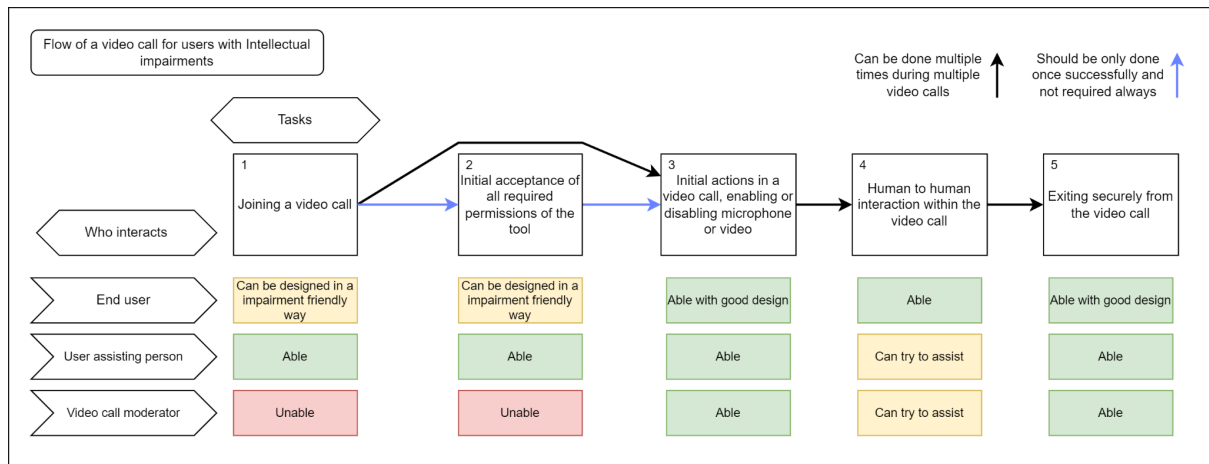 Flow of a video call for users with Intellectual
impairments
Can be done multiple
times during multiple
video calls
Should be only done
once successfully and
not required always
Tasks
1
Joining a video call
2
Initial acceptance of
all required
permissions of the
tool
3
Initial actions in a
video call, enabling or
disabling microphone
or video
4
Human to human
interaction within the
video call
5
Exiting securely from
the video call
Who interacts
End user
Can be designed in a
impairment friendly
way
Can be designed in a
impairment friendly
way
Able with good design
Able
Able with good design
User assisting person
Able
Able
Able
Can try to assist
Able
Video call moderator
Unable
Unable
Able
Can try to assist
Able